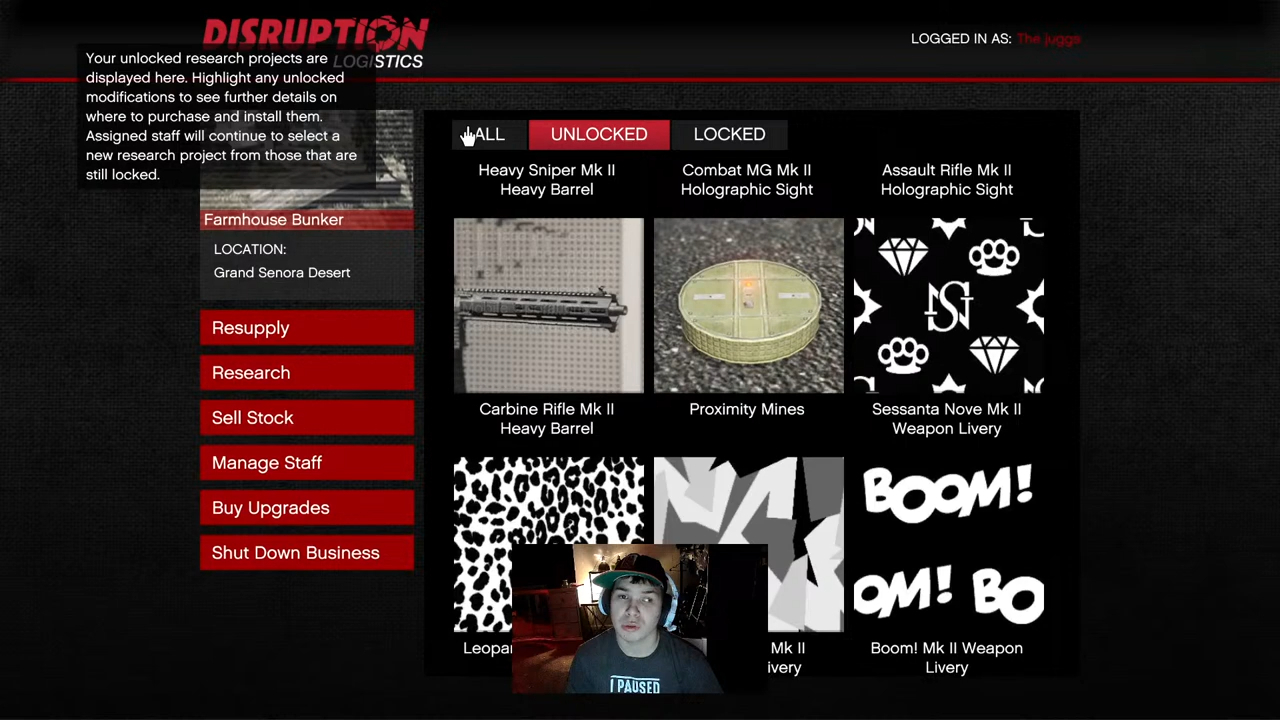 DISRUPTION
LOGISTICS
LOGGED IN AS: The juggs
Your unlocked research projects are
displayed here. Highlight any unlocked
modifications to see further details on
where to purchase and install them.
Assigned staff will continue to select a
new research project from those that are
still locked.
Farmhouse Bunker
LOCATION:
Grand Senora Desert
Resupply
Research
Sell Stock
Manage Staff
Buy Upgrades
Shut Down Business
ALL
UNLOCKED
LOCKED
Heavy Sniper Mk II
Heavy Barrel
Combat MG Mk II
Holographic Sight
Assault Rifle Mk II
Holographic Sight
Carbine Rifle Mk II
Heavy Barrel
Proximity Mines
SN
Sessanta Nove Mk II
Weapon Livery
BOOM!
OM! BO
Leopar
Mk II
ivery
Boom! Mk II Weapon
Livery
I PAUSED